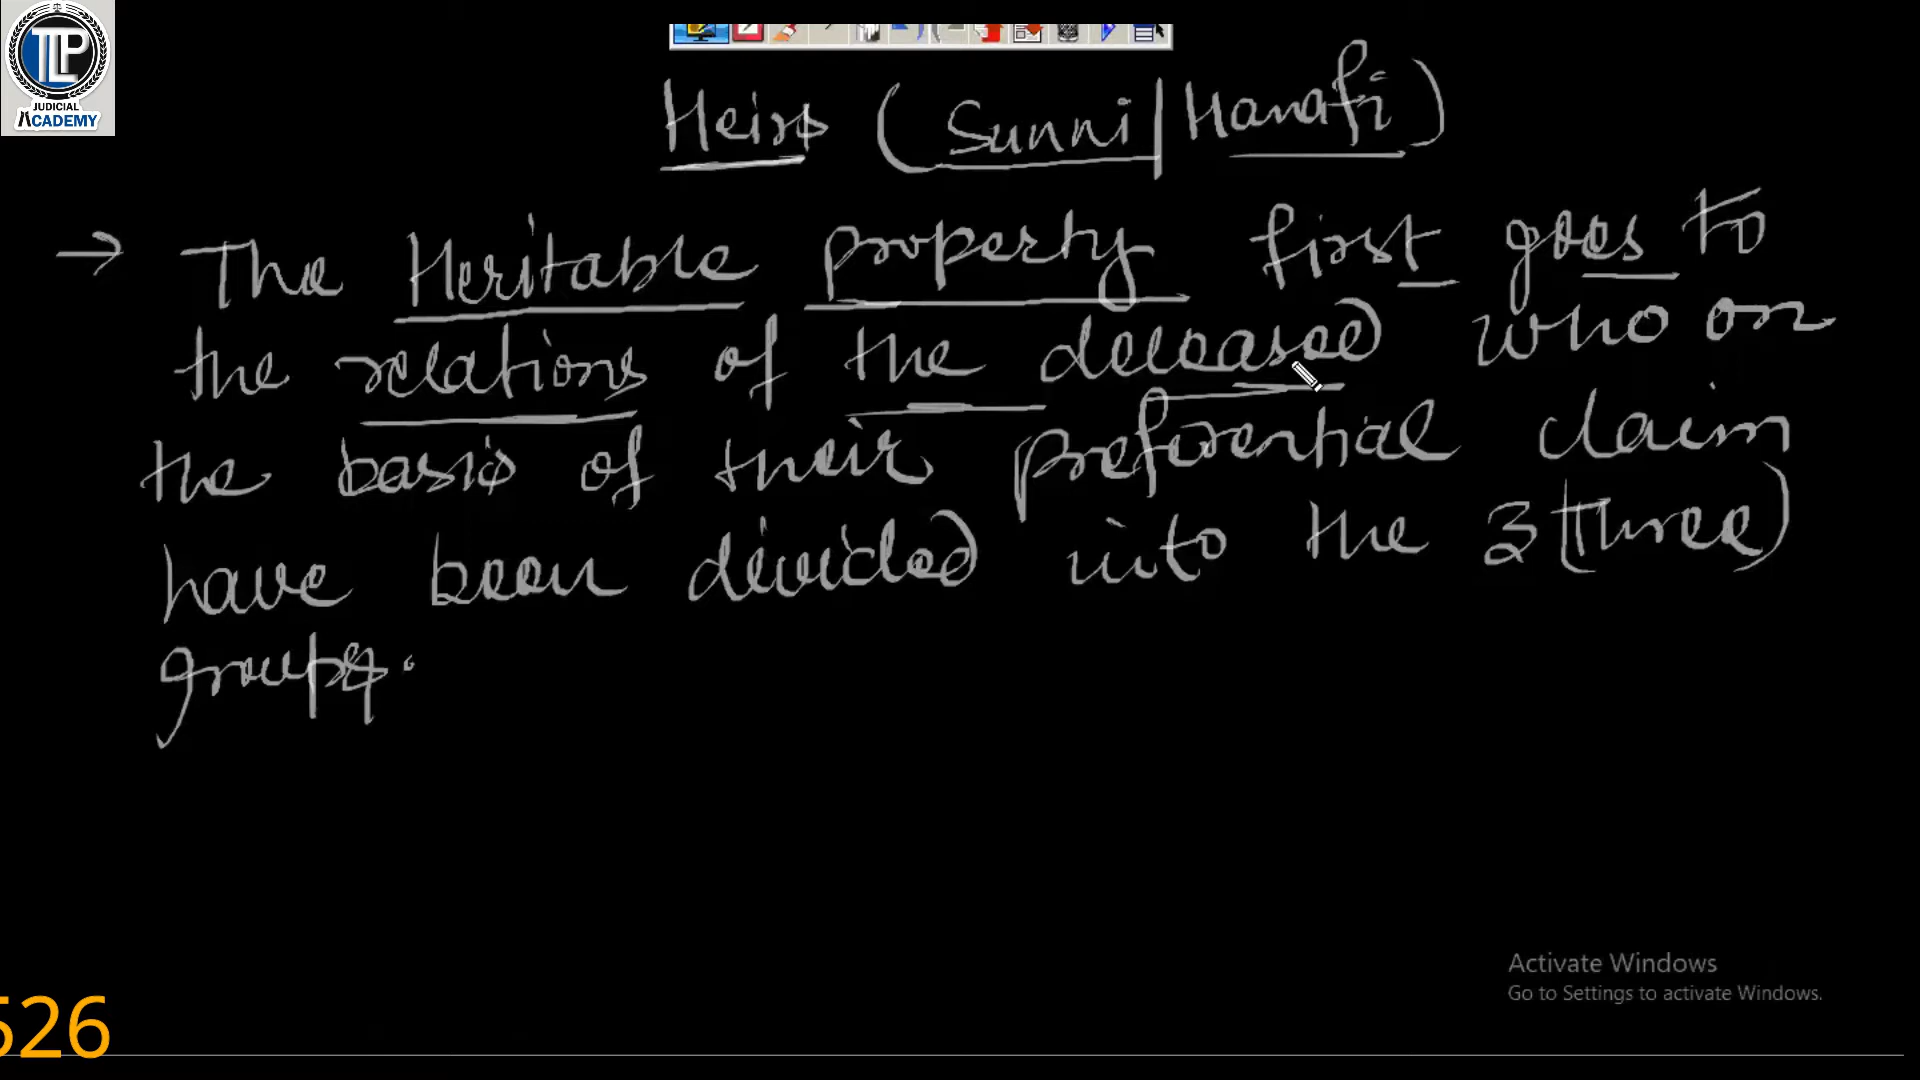 TLP
JUDICIAL
ACADEMY
Heirs (Sunni/Hanafi)
→ The Heritable property first goes to
the relations of the deceased who on
the basis of their preferential claim
have been divided into the 3 (three)
groups.
Activate Windows
Go to Settings to activate Windows.
526